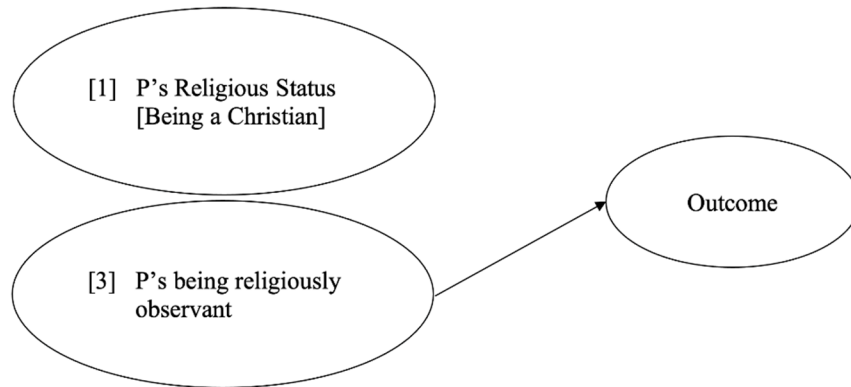 [1] P’s Religious Status
[Being a Christian]
Outcome
[3] P’s being religiously
observant